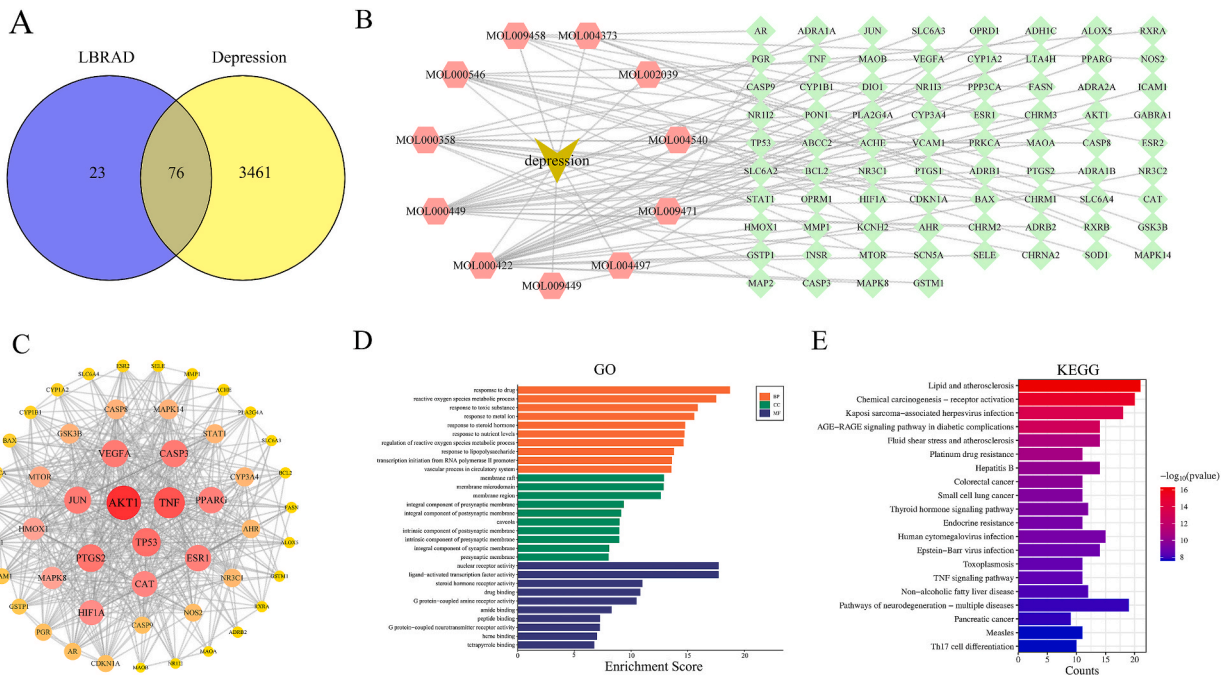 A
LBRAD
Depression
23
76
3461
B
MOL009458
MOL004373
MOL000546
MOL002039
MOL000358
MOL004540
depression
MOL000449
MOL009471
MOL000422
MOL004497
MOL009449
AR ADRA1A JUN SLC6A3 OPRD1 ADH1C ALOX5 RXRA
PGR TNF MAOB VEGFA CYP1A2 LTA4H PPARG NOS2
CASP9 CYP1B1 DIO1 NR1I3 PPP3CA FASN ADRA2A ICAM1
NR1I2 PON1 PLA2G4A CYP3A4 ESR1 CHRM3 AKT1 GABRA1
TP53 ABCC2 ACHE VCAM1 PRKCA MAOA CASP8 ESR2
SLC6A2 BCL2 NR3C1 PTGS1 ADRB1 PTGS2 ADRA1B NR3C2
STAT1 OPRM1 HIF1A CDKN1A BAX CHRM1 SLC6A4 CAT
HMOX1 MMP1 KCNH2 AHR CHRM2 ADRB2 RXRB GSK3B
GSTP1 INSR MTOR SCN5A SELE CHRNA2 SOD1 MAPK14
MAP2 CASP3 MAPK8 GSTM1
C
ESR2 SELE
SLC6A4 MMP1
CYP1A2 ACHE
CYP1B1 CASP8 MAPK14 PLA2G4A
BAX GSK3B STAT1 SLC6A3
VEGFA CASP3
MTOR CYP3A4 BCL2
JUN AKT1 TNF PPARG
FASN
HMOX1 AHR
TP53 ALOX5
PTGS2 ESR1
MAPK8 CAT NR3C1 GSTM1
GSTP1 HIF1A NOS2 RXRA
CASP9
PGR ADRB2
AR CDKN1A MAOB NR1I2 MAOA
D
GO
response to drug
reactive oxygen species metabolic process
response to toxic substance
response to metal ion
response to steroid hormone
response to nutrient levels
regulation of reactive oxygen species metabolic process
response to lipopolysaccharide
transcription initiation from RNA polymerase II promoter
vascular process in circulatory system
membrane raft
membrane microdomain
membrane region
integral component of presynaptic membrane
integral component of postsynaptic membrane
caveola
intrinsic component of postsynaptic membrane
intrinsic component of presynaptic membrane
integral component of synaptic membrane
presynaptic membrane
nuclear receptor activity
ligand-activated transcription factor activity
steroid hormone receptor activity
drug binding
G protein-coupled amine receptor activity
amide binding
peptide binding
G protein-coupled neurotransmitter receptor activity
heme binding
tetrapyrrole binding
0 5 10 15 20
Enrichment Score
BP
CC
MF
E
KEGG
Lipid and atherosclerosis
Chemical carcinogenesis − receptor activation
Kaposi sarcoma−associated herpesvirus infection
AGE−RAGE signaling pathway in diabetic complications
Fluid shear stress and atherosclerosis
Platinum drug resistance
Hepatitis B
Colorectal cancer
Small cell lung cancer
Thyroid hormone signaling pathway
Endocrine resistance
Human cytomegalovirus infection
Epstein−Barr virus infection
Toxoplasmosis
TNF signaling pathway
Non−alcoholic fatty liver disease
Pathways of neurodegeneration − multiple diseases
Pancreatic cancer
Measles
Th17 cell differentiation
0 5 10 15 20
Counts
−log10(pvalue)
16
14
12
10
8